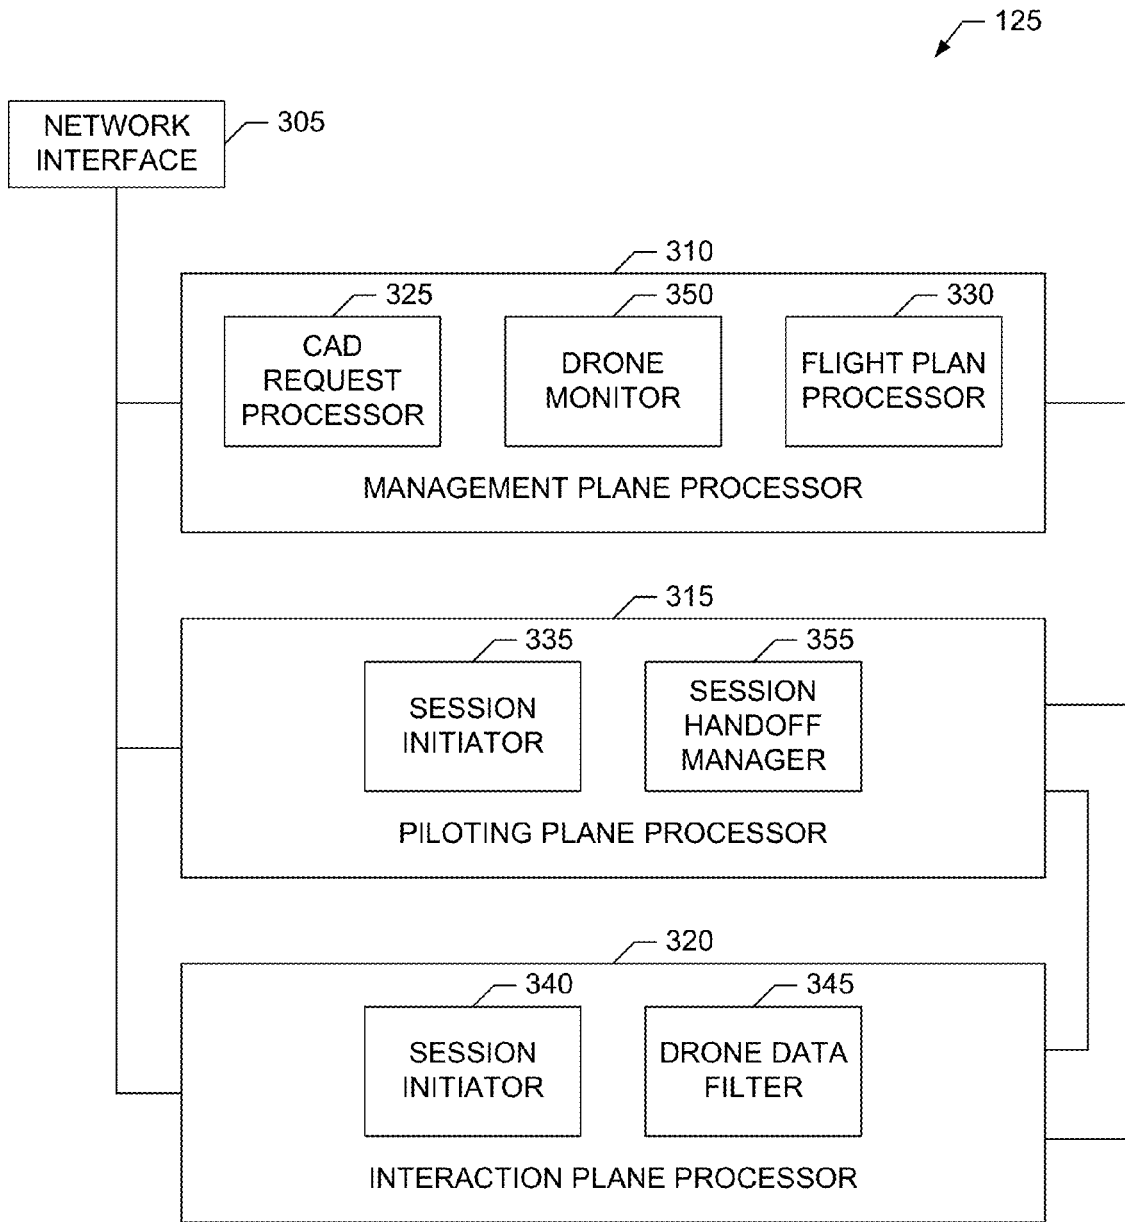 125
NETWORK
INTERFACE
305
310
325
350
330
CAD
REQUEST
PROCESSOR
DRONE
MONITOR
FLIGHT PLAN
PROCESSOR
MANAGEMENT PLANE PROCESSOR
315
335
355
SESSION
INITIATOR
SESSION
HANDOFF
MANAGER
PILOTING PLANE PROCESSOR
320
340
345
SESSION
INITIATOR
DRONE DATA
FILTER
INTERACTION PLANE PROCESSOR